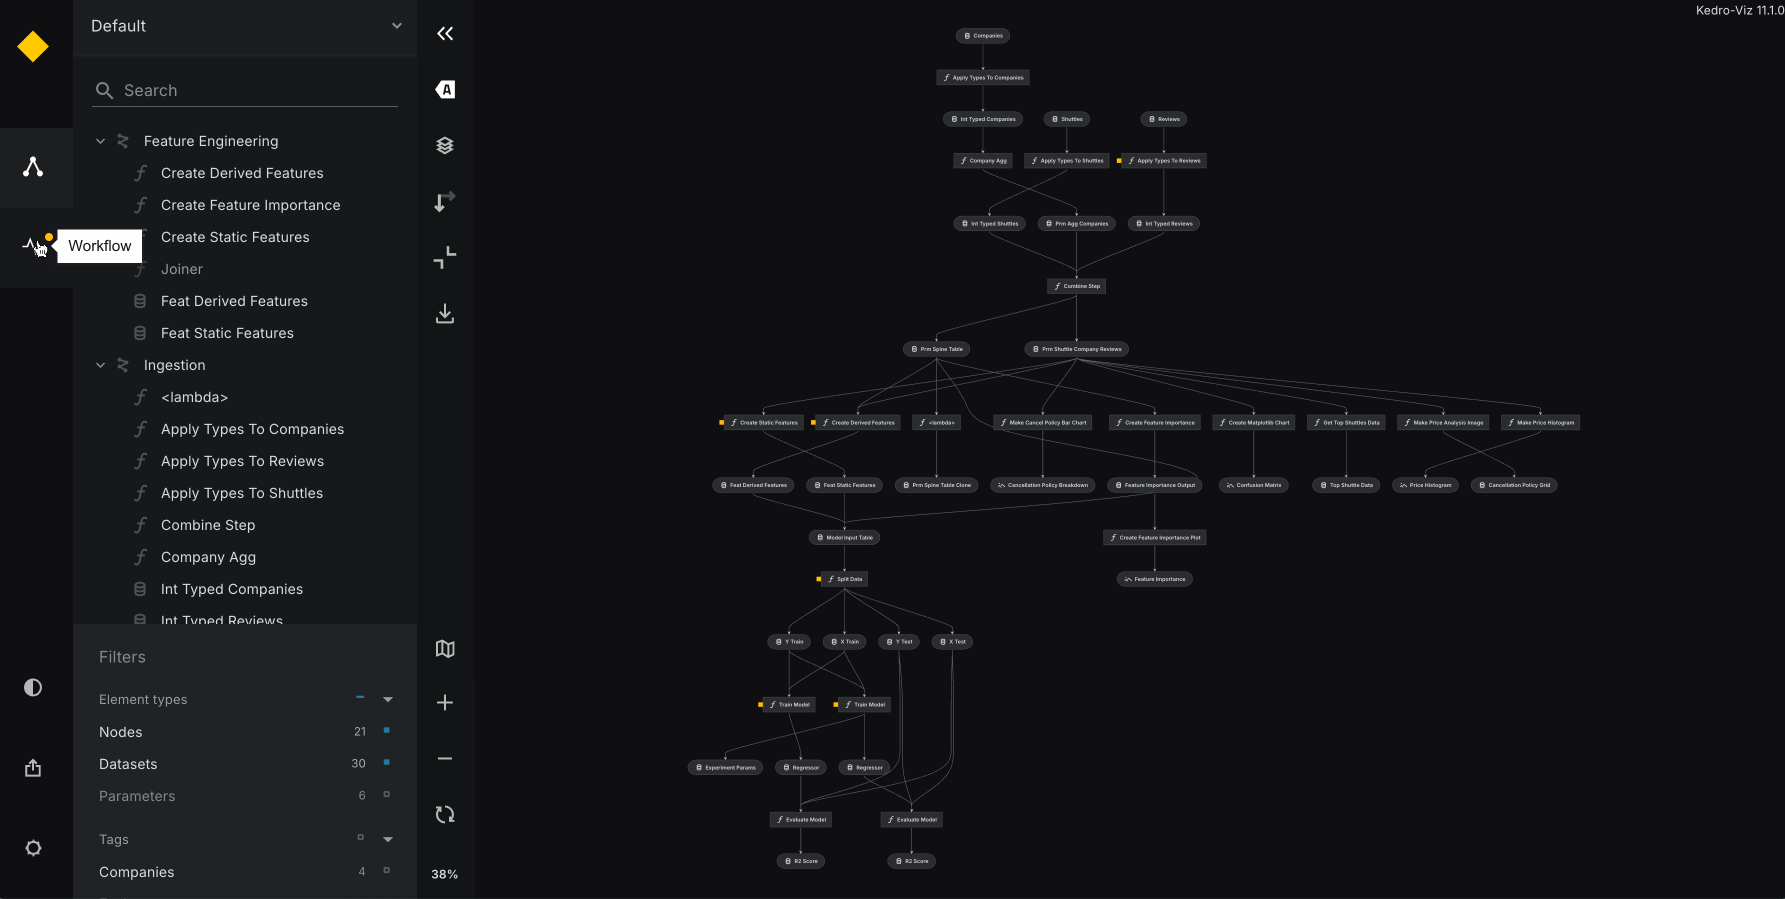 Default
Search
Feature Engineering
Create Derived Features
Create Feature Importance
Create Static Features
Joiner
Feat Derived Features
Feat Static Features
Ingestion
<lambda>
Apply Types To Companies
Apply Types To Reviews
Apply Types To Shuttles
Combine Step
Company Agg
Int Typed Companies
Int Typed Reviews
Workflow
Filters
Element types
Nodes 21
Datasets 30
Parameters 6
Tags
Companies 4
A
38%
Kedro-Viz 11.1.0
Companies
Apply Types To Companies
Int Typed Companies Shuttles Reviews
Company Agg Apply Types To Shuttles Apply Types To Reviews
Int Typed Shuttles Prm Agg Companies Int Typed Reviews
Combine Step
Prm Spine Table Prm Shuttle Company Reviews
Create Static Features Create Derived Features <lambda> Make Cancel Policy Bar Chart Create Feature Importance Create Matplotlib Chart Get Top Shuttles Data Make Price Analysis Image Make Price Histogram
Feat Derived Features Feat Static Features Prm Spine Table Clone Cancellation Policy Breakdown Feature Importance Output Confusion Matrix Top Shuttle Data Price Histogram Cancellation Policy Grid
Model Input Table Create Feature Importance Plot
Split Data Feature Importance
Y Train X Train Y Test X Test
Train Model Train Model
Experiment Params Regressor Regressor
Evaluate Model Evaluate Model
R2 Score R2 Score